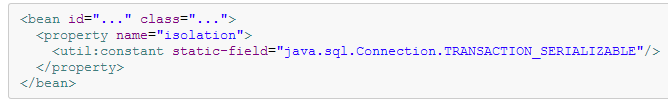 <bean id="..." class="...">
<property name="isolation">
<util:constant static-field="java.sql.Connection.TRANSACTION_SERIALIZABLE"/>
</property>
</bean>